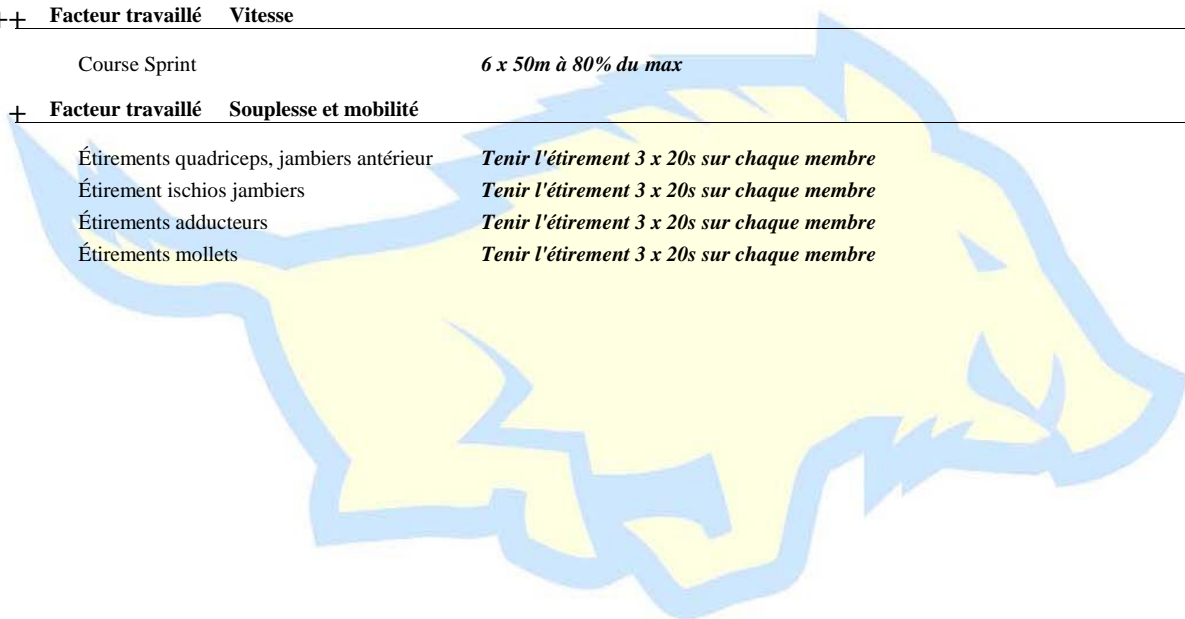 ++ Facteur travaillé Vitesse
Course Sprint 6 x 50m à 80% du max
+ Facteur travaillé Souplesse et mobilité
Étirements quadriceps, jambiers antérieur Tenir l'étirement 3 x 20s sur chaque membre
Étirement ischios jambiers Tenir l'étirement 3 x 20s sur chaque membre
Étirements adducteurs Tenir l'étirement 3 x 20s sur chaque membre
Étirements mollets Tenir l'étirement 3 x 20s sur chaque membre